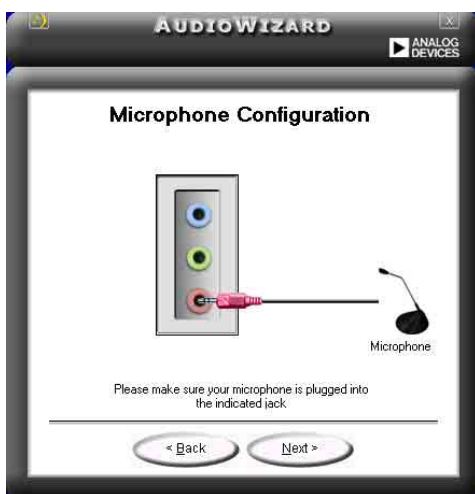 AUDIOWIZARD
ANALOG
DEVICES
Microphone Configuration
Microphone
Please make sure your microphone is plugged into
the indicated jack
< Back
Next >